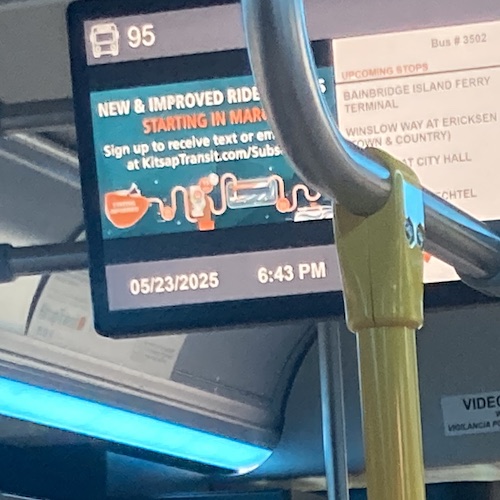 95
Bus # 3502
UPCOMING STOPS
BAINBRIDGE ISLAND FERRY
TERMINAL
WINSLOW WAY AT ERICKSEN
TOWN & COUNTRY)
AT CITY HALL
NEW & IMPROVED RIDE
STARTING IN MAR
Sign up to receive text or em
at KitsapTransit.com/Subs
05/23/2025
6:43 PM
VIDEO
VIGILANCIA